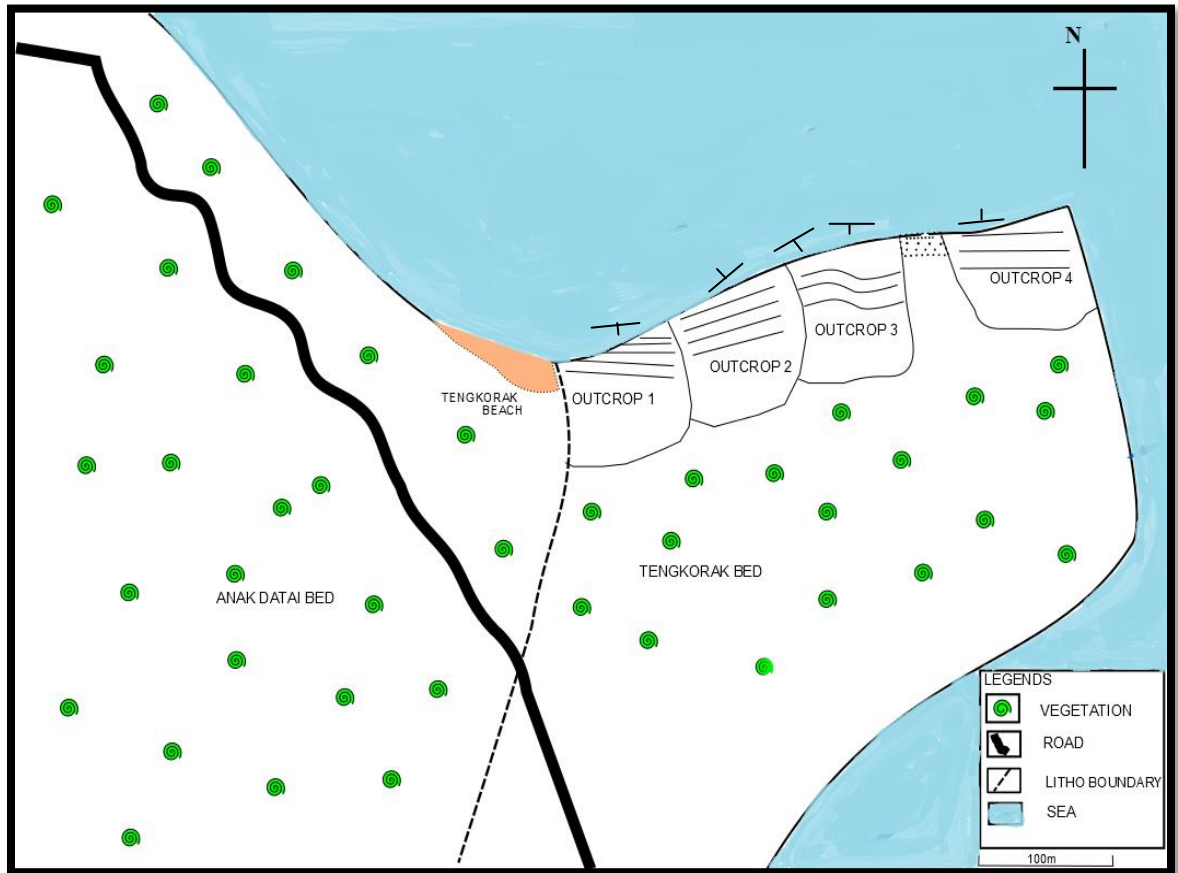 N
OUTCROP 4
OUTCROP 3
OUTCROP 2
OUTCROP 1
TENGKORAK
BEACH
TENGKORAK BED
ANAK DATAI BED
LEGENDS
VEGETATION
ROAD
LITHO BOUNDARY
SEA
100m